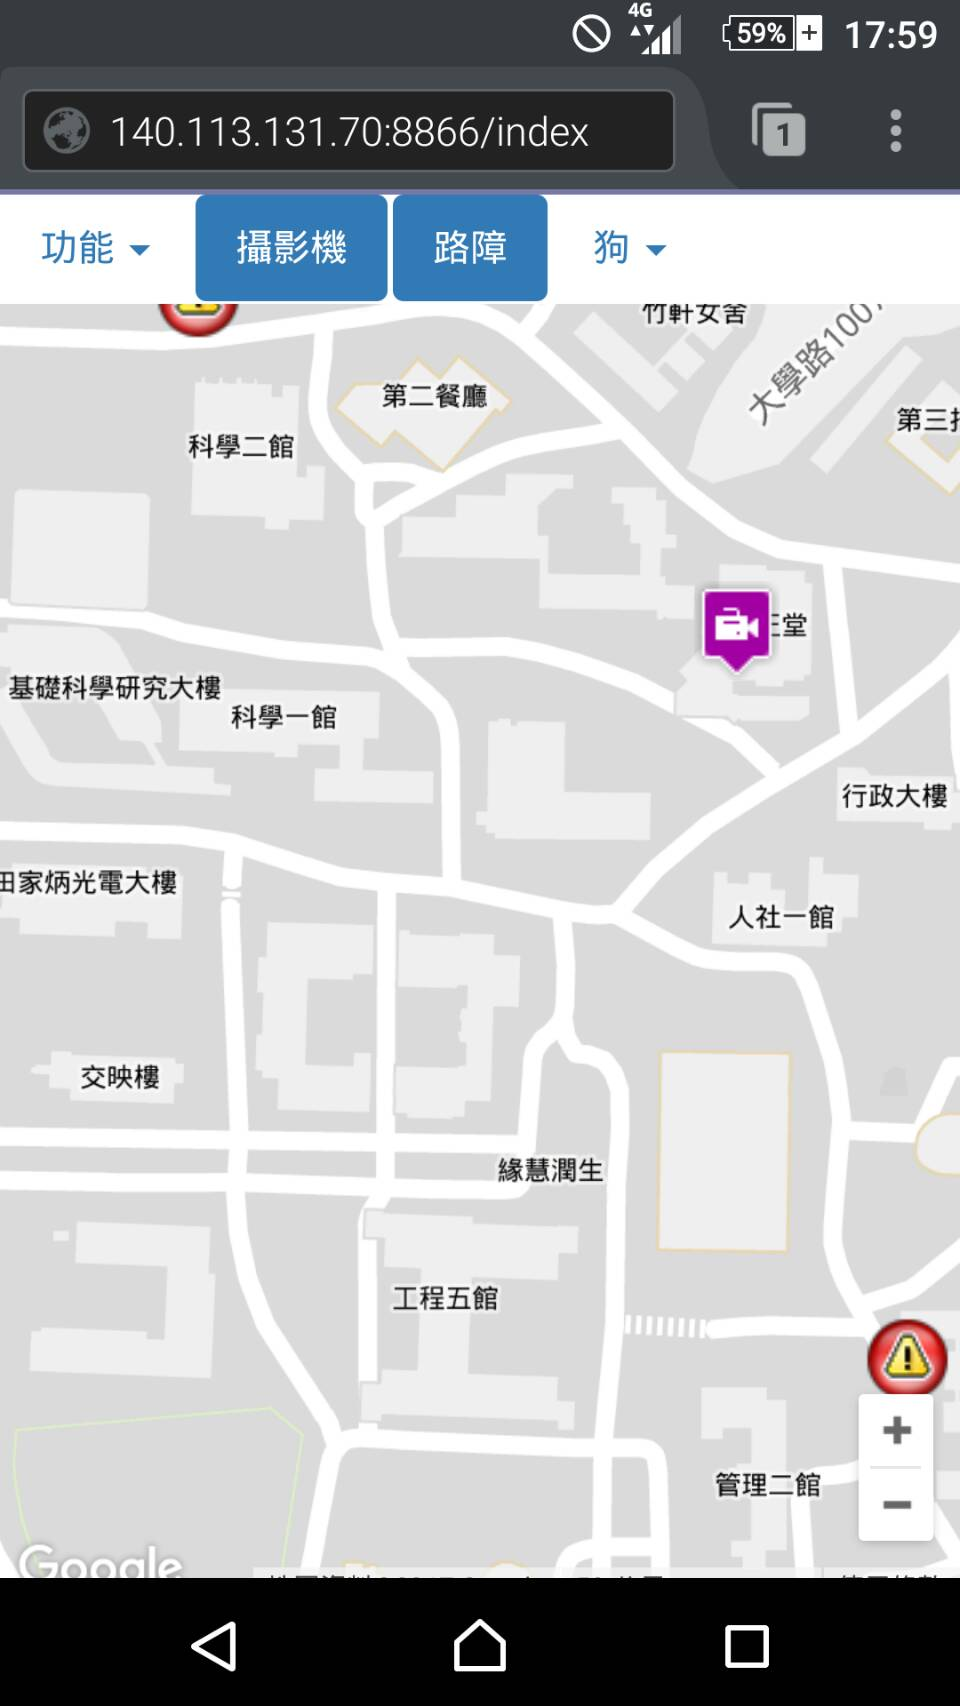 4G
59%
17:59
140.113.131.70:8866/index
1
功能
攝影機
路障
狗
竹軒女舍
大學路1007
第二餐廳
第三招
科學二館
堂
基礎科學研究大樓
科學一館
行政大樓
田家炳光電大樓
人社一館
交映樓
緣慧潤生
工程五館
管理二館
+
−
Google